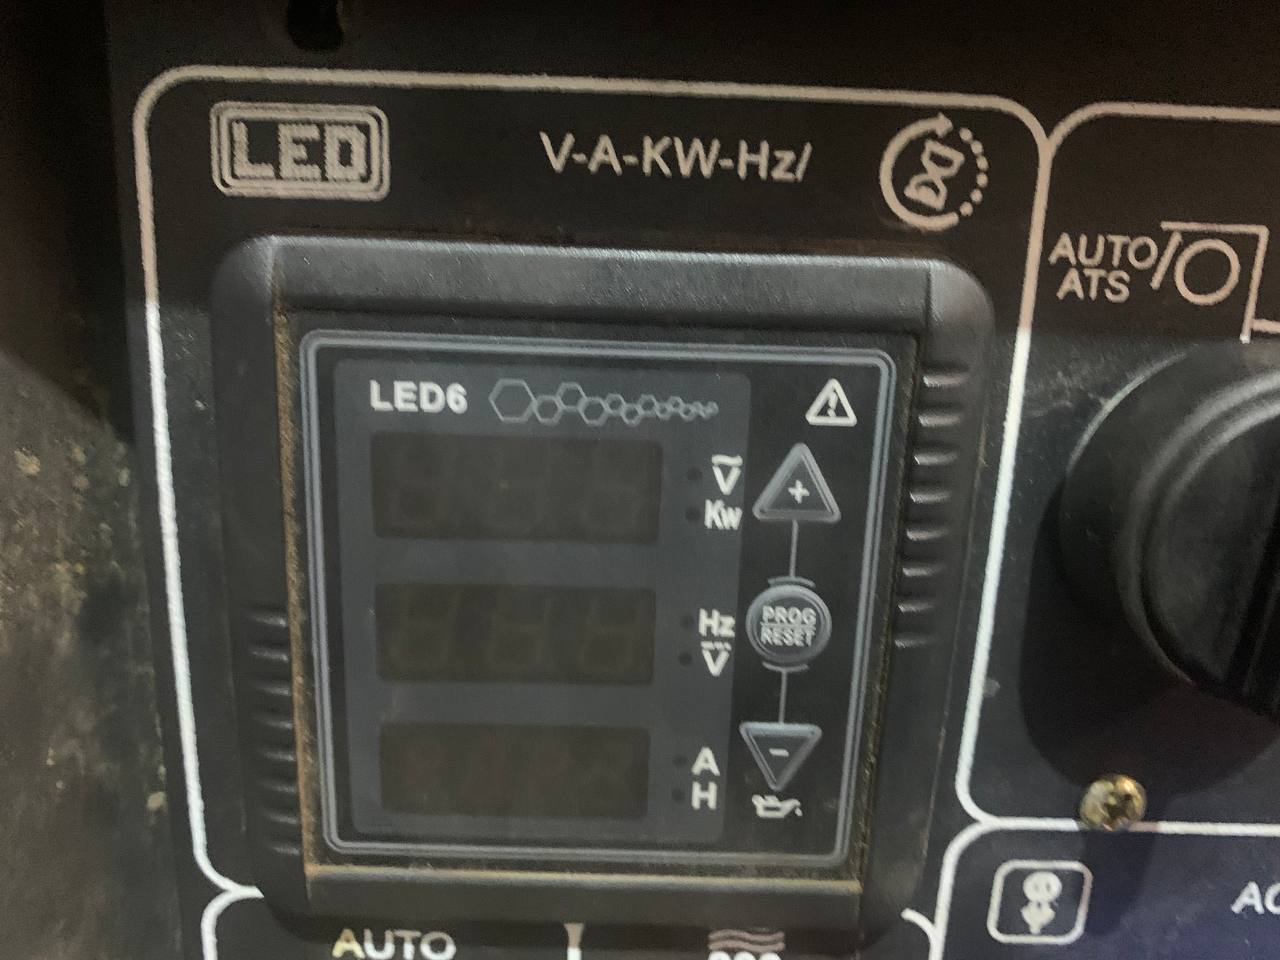 LED
V-A-KW-Hz/
AUTO/
ATS
LED6
V
Kw
+
Hz
V
PROG
RESET
A
H
-
AUTO